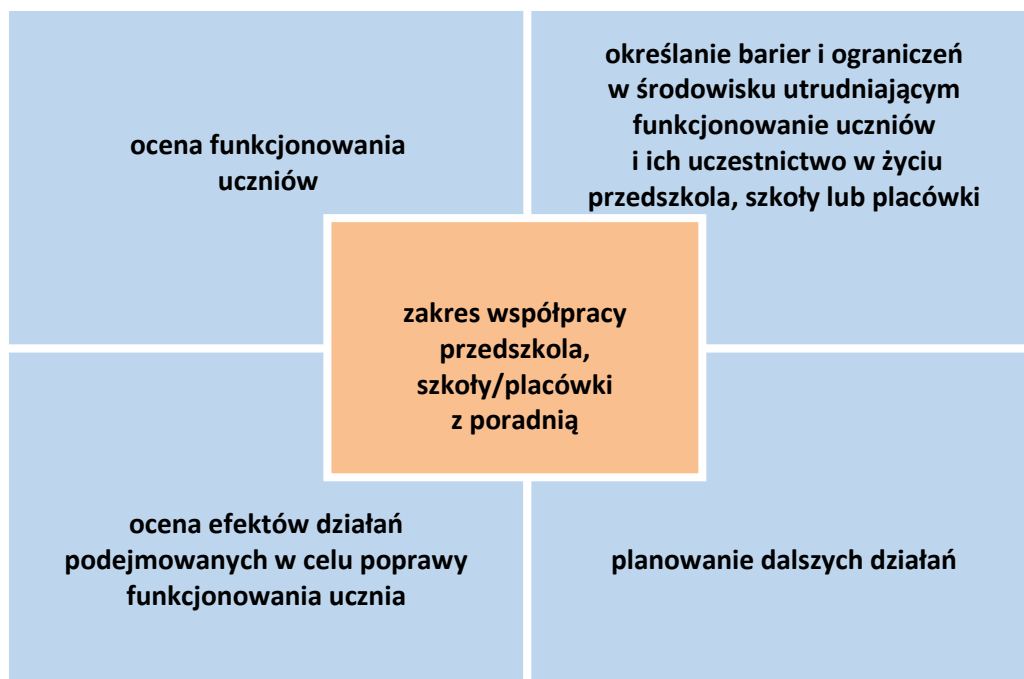 ocena funkcjonowania
uczniów
określanie barier i ograniczeń
w środowisku utrudniającym
funkcjonowanie uczniów
i ich uczestnictwo w życiu
przedszkola, szkoły lub placówki
zakres współpracy
przedszkola,
szkoły/placówki
z poradnią
ocena efektów działań
podejmowanych w celu poprawy
funkcjonowania ucznia
planowanie dalszych działań